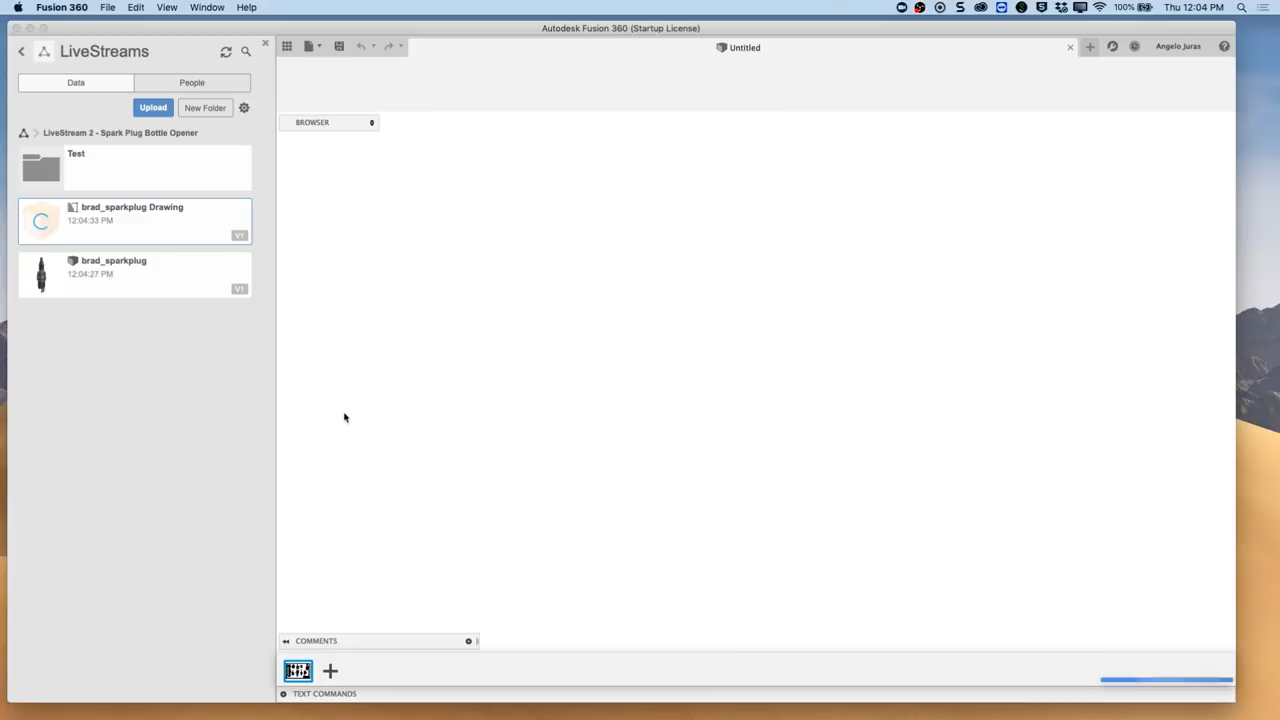 Fusion 360 File Edit View Window Help 100% Thu 12:04 PM
Autodesk Fusion 360 (Startup License)
LiveStreams
Untitled
Angelo Juras
Data People
Upload New Folder
BROWSER
LiveStream 2 - Spark Plug Bottle Opener
Test
brad_sparkplug Drawing
12:04:33 PM
V1
brad_sparkplug
12:04:27 PM
V1
COMMENTS
TEXT COMMANDS